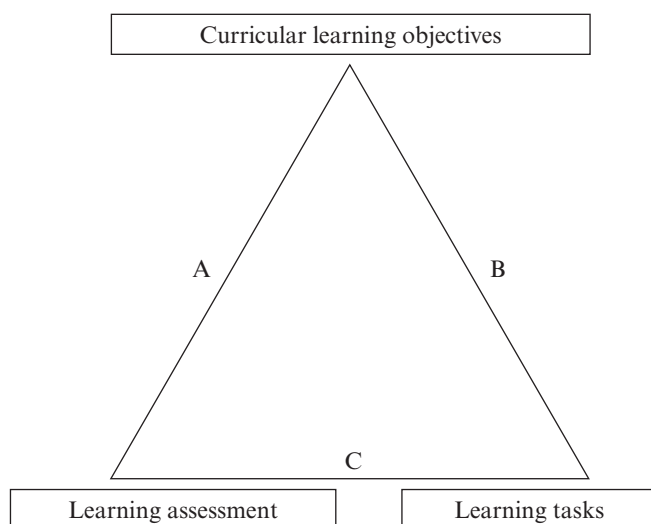 Curricular learning objectives
A
B
C
Learning assessment
Learning tasks